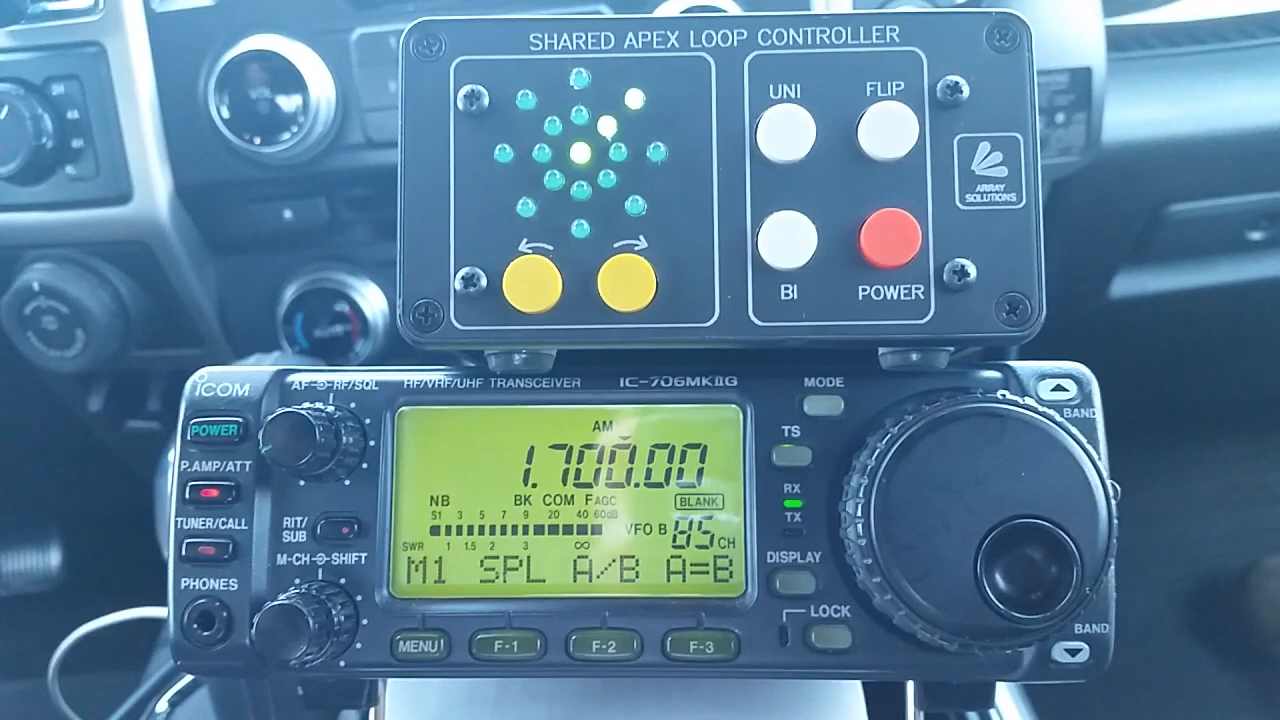 SHARED APEX LOOP CONTROLLER
UNI
FLIP
BI
POWER
ARRAY
SOLUTIONS
ICOM
AF RF/SQL
HF/VHF/UHF TRANSCEIVER
IC-706MKIIG
MODE
BAND
POWER
P.AMP/ATT
TUNER/CALL
PHONES
RIT/
SUB
M-CH SHIFT
AM
1.700.00
NB BK COM FAGC BLANK
S1 3 5 7 9 20 40 60dB
VFO B 85 CH
SWR 1 1.5 2 3 ∞
M1 SPL A/B A=B
MENU F-1 F-2 F-3
TS
RX
TX
DISPLAY
LOCK
BAND